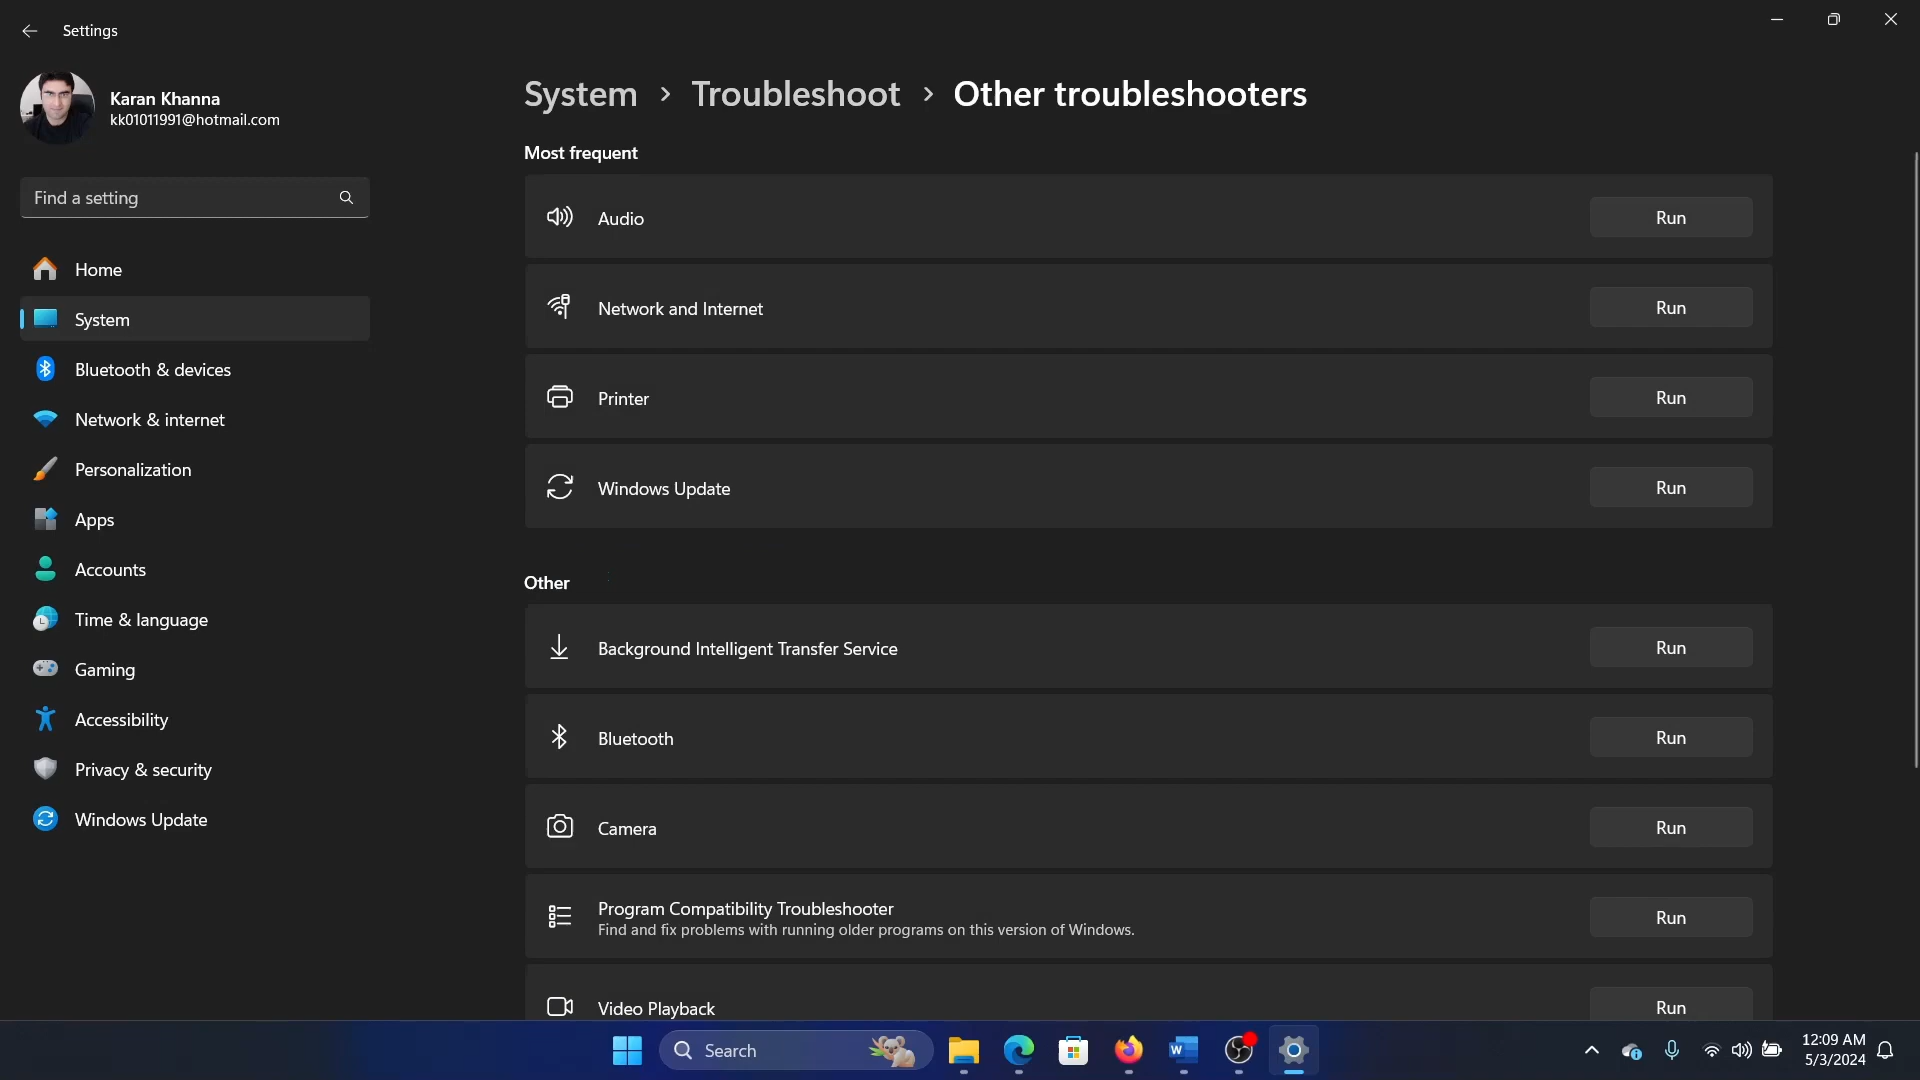 Settings
Karan Khanna
kk01011991@hotmail.com
Find a setting
Home
System
Bluetooth & devices
Network & internet
Personalization
Apps
Accounts
Time & language
Gaming
Accessibility
Privacy & security
Windows Update
System > Troubleshoot > Other troubleshooters
Most frequent
Audio Run
Network and Internet Run
Printer Run
Windows Update Run
Other
Background Intelligent Transfer Service Run
Bluetooth Run
Camera Run
Program Compatibility Troubleshooter
Find and fix problems with running older programs on this version of Windows.
Run
Video Playback Run
Search
12:09 AM
5/3/2024